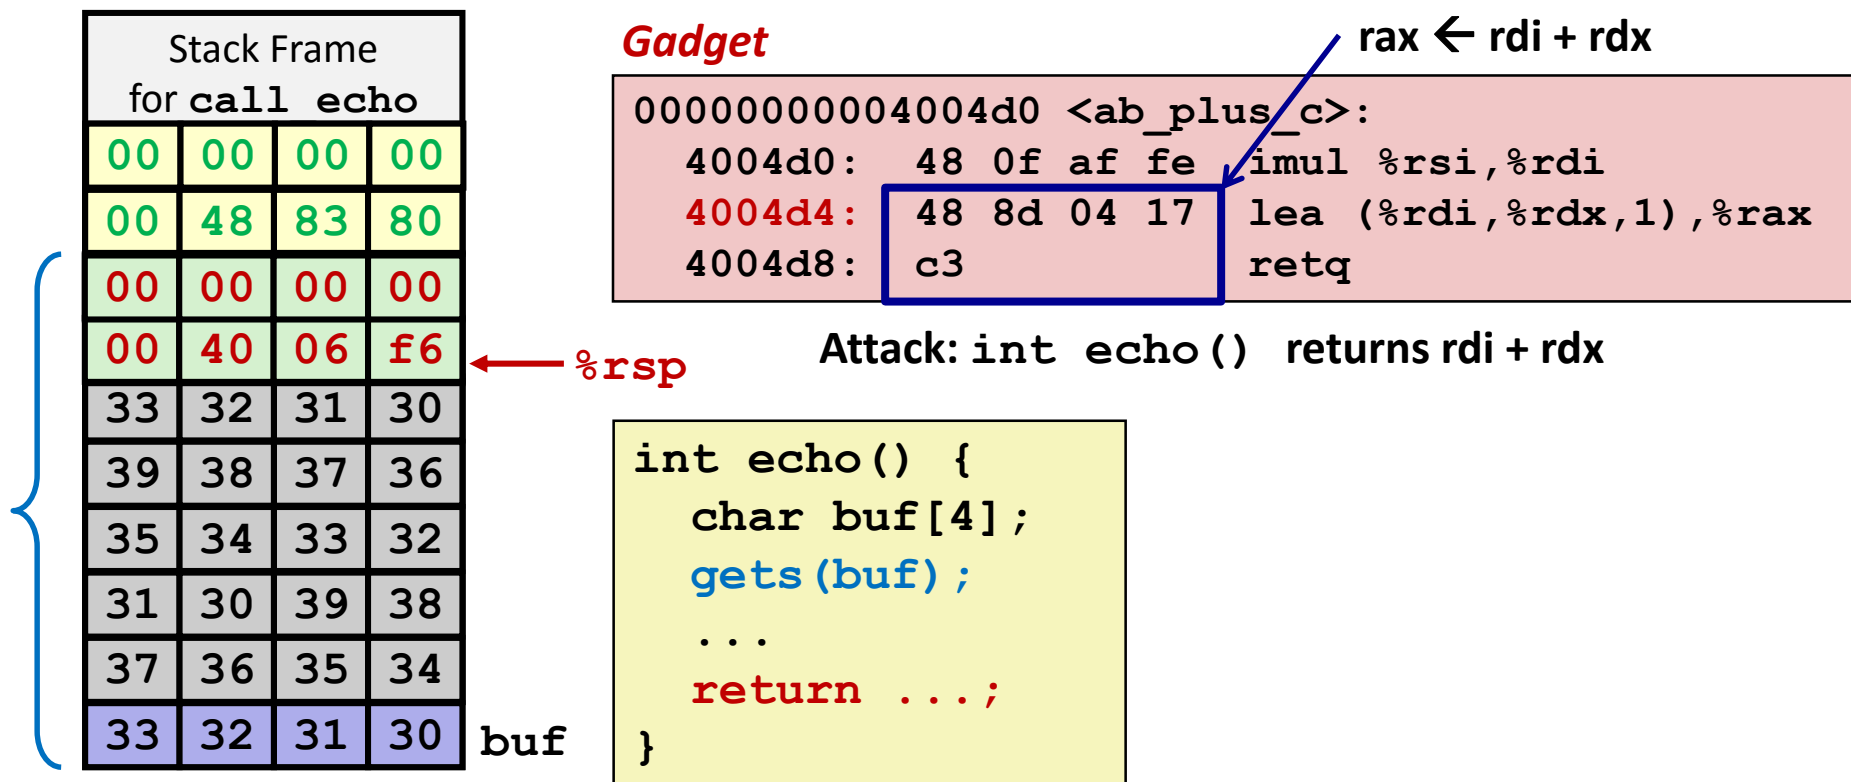 Stack Frame
for call echo
00 00 00 00
00 48 83 80
00 00 00 00
00 40 06 f6
33 32 31 30
39 38 37 36
35 34 33 32
31 30 39 38
37 36 35 34
33 32 31 30
buf
%rsp
Gadget
rax ← rdi + rdx
00000000004004d0 <ab_plus_c>:
4004d0: 48 0f af fe imul %rsi,%rdi
4004d4: 48 8d 04 17 lea (%rdi,%rdx,1),%rax
4004d8: c3 retq
Attack: int echo() returns rdi + rdx
int echo() {
char buf[4];
gets(buf);
...
return ...;
}